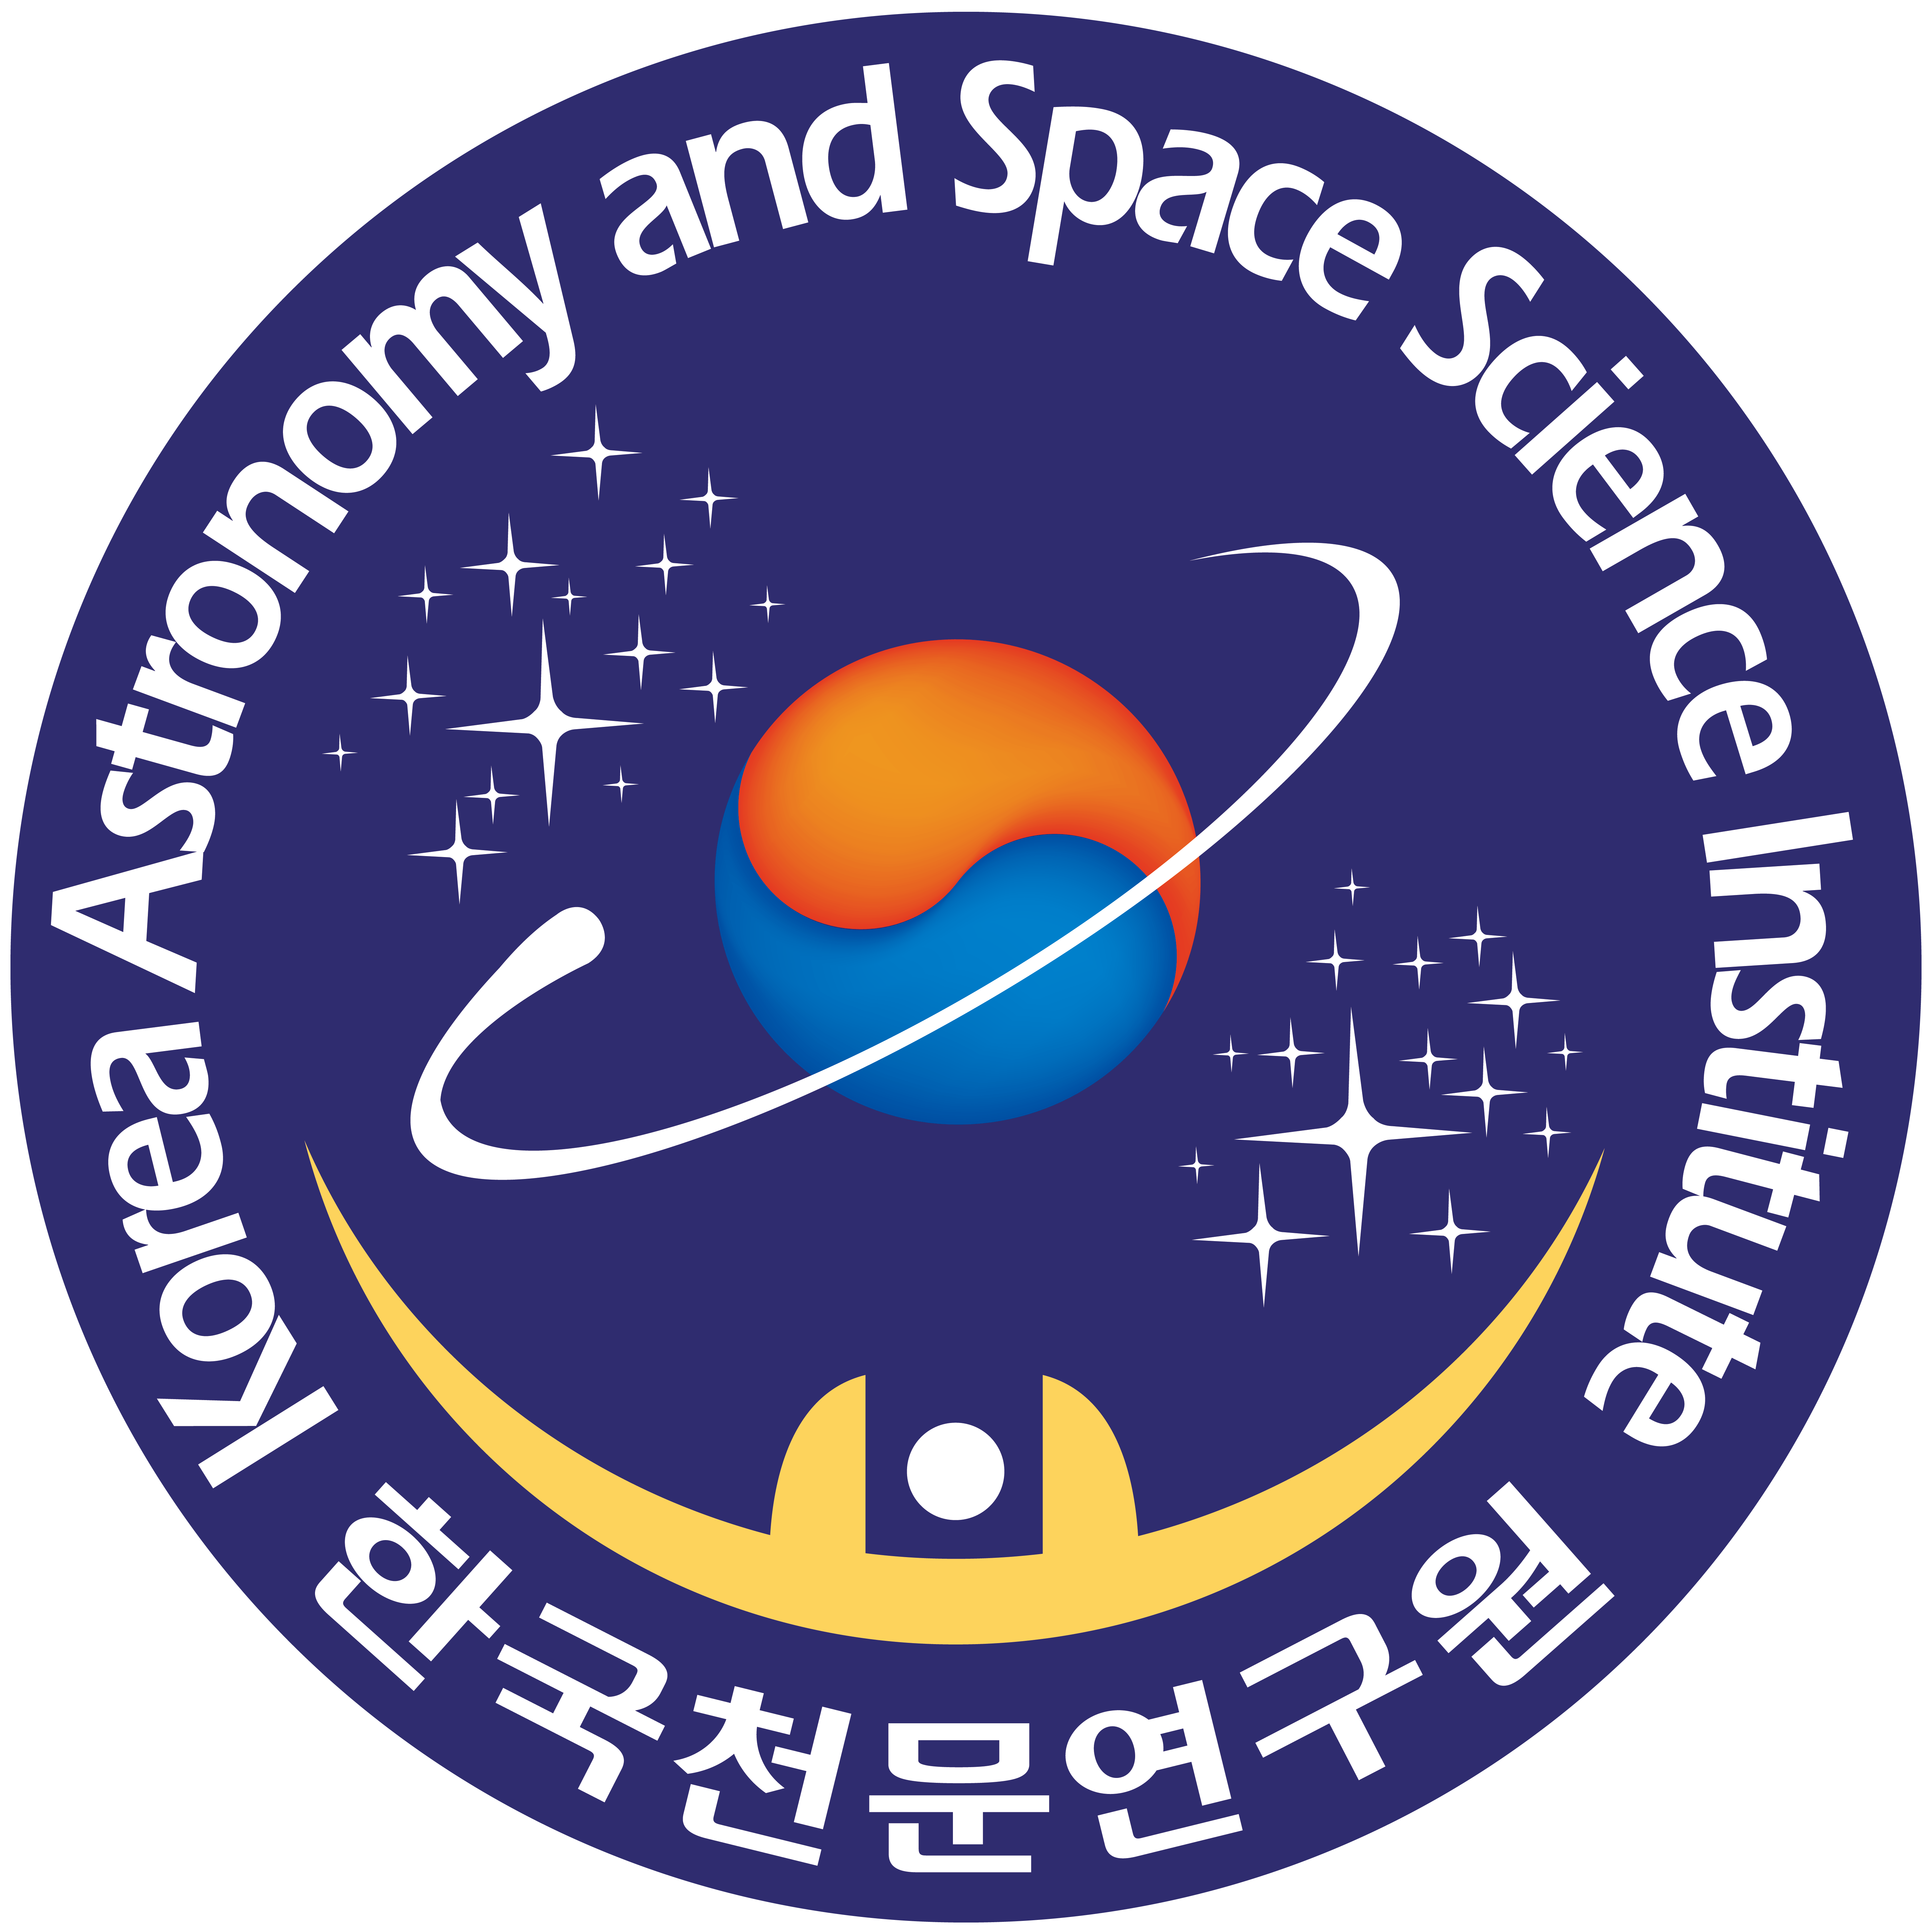 Korea Astronomy and Space Science Institute
한국천문연구원